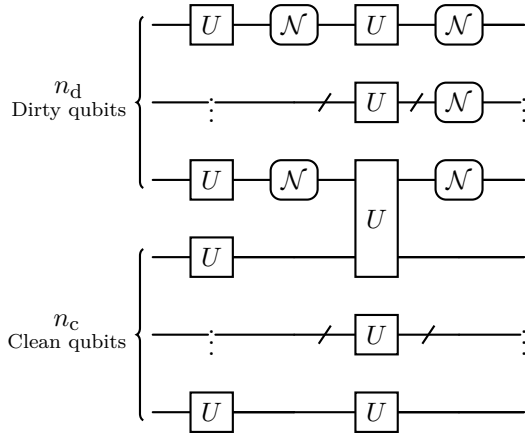 U 𝒩 U 𝒩
n_d
Dirty qubits
U 𝒩
U 𝒩 𝒩
U
U
n_c
Clean qubits
U
U U